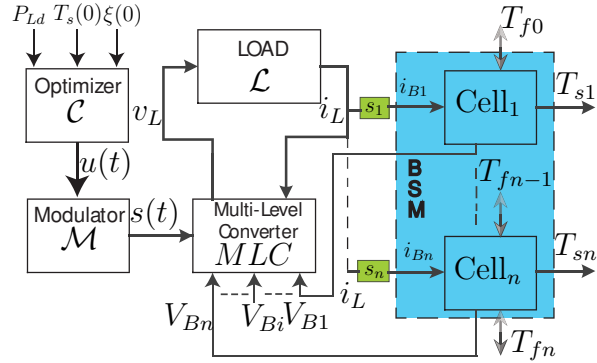 P_{Ld} T_s(0) ξ(0)
Optimizer
C
u(t)
Modulator
M
s(t)
v_L
LOAD
L
i_L
Multi-Level
Converter
MLC
V_{Bn} V_{Bi} V_{B1}
i_L
s_1
i_{B1}
s_n
i_{Bn}
BSM
T_{f0}
Cell_1
T_{s1}
T_{fn-1}
Cell_n
T_{sn}
T_{fn}